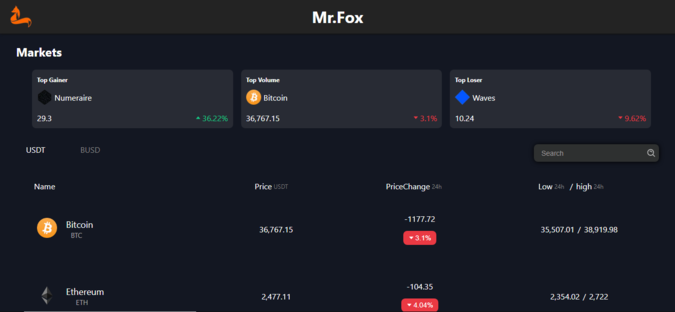 Mr.Fox
Markets
Top Gainer
Numeraire
29.3 36.22%
Top Volume
Bitcoin
36,767.15 3.1%
Top Loser
Waves
10.24 9.62%
USDT BUSD
Search
Name Price USDT PriceChange 24h Low 24h / high 24h
Bitcoin
BTC
36,767.15
-1177.72
3.1%
35,507.01 / 38,919.98
Ethereum
ETH
2,477.11
-104.35
4.04%
2,354.02 / 2,722